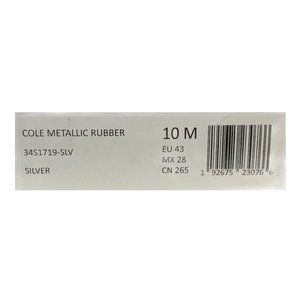 COLE METALLIC RUBBER
34S1719-SLV
SILVER
10 M
EU 43
MX 28
CN 265
1 92675 23076 6